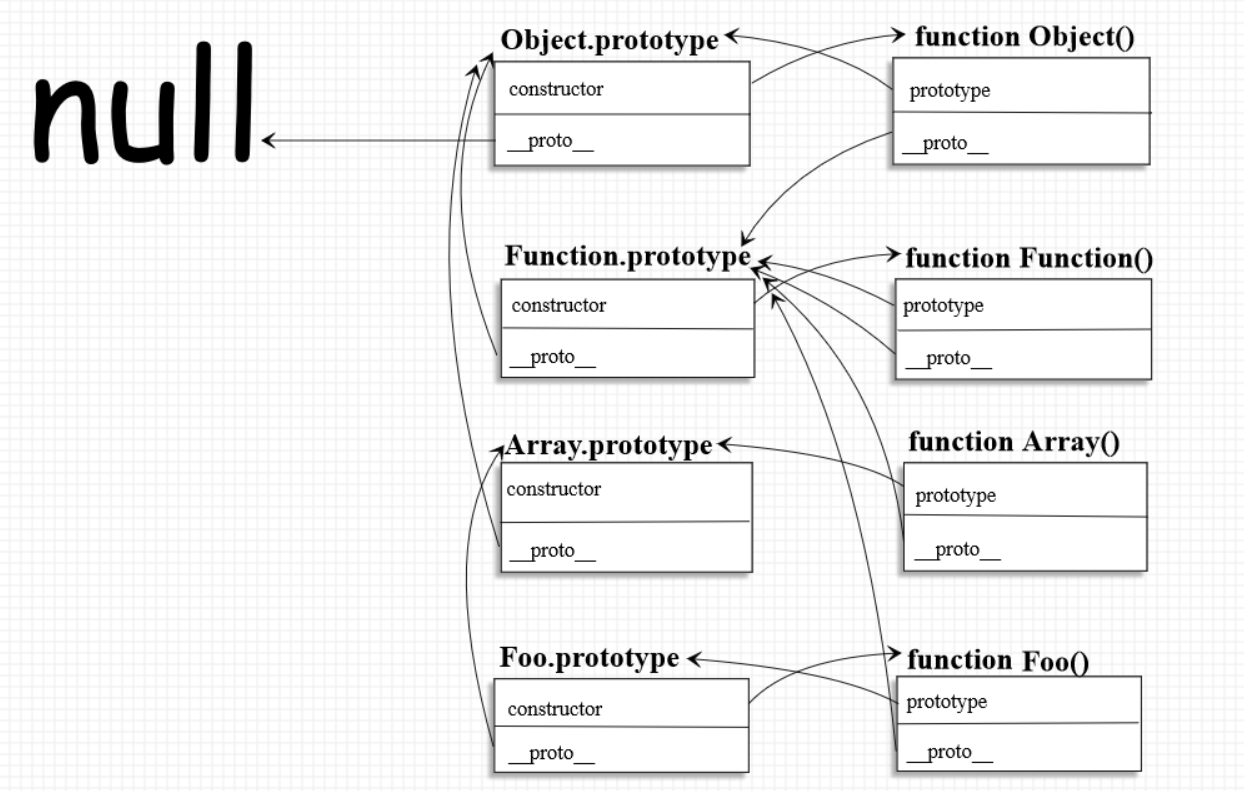 null
Object.prototype
constructor
__proto__
function Object()
prototype
__proto__
Function.prototype
constructor
__proto__
function Function()
prototype
__proto__
Array.prototype
constructor
__proto__
function Array()
prototype
__proto__
Foo.prototype
constructor
__proto__
function Foo()
prototype
__proto__